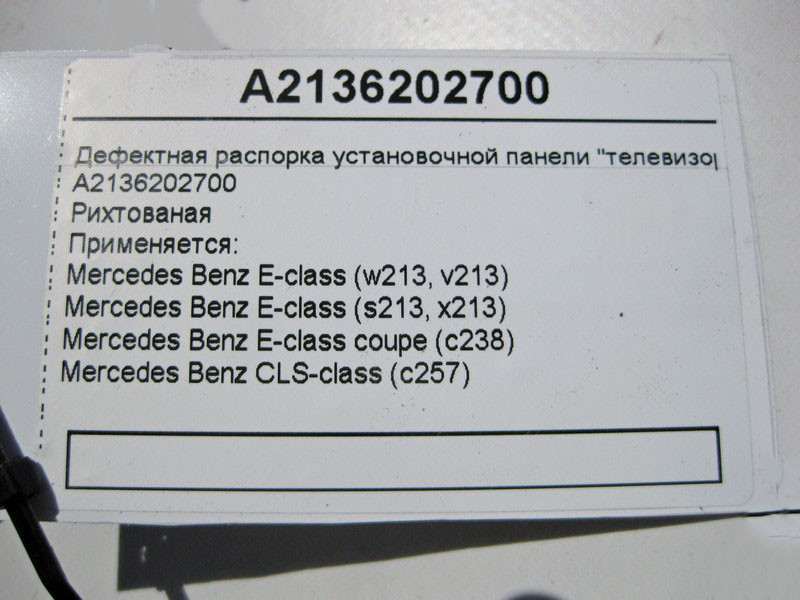 A2136202700
Дефектная распорка установочной панели "телевизор
A2136202700
Рихтованая
Применяется:
Mercedes Benz E-class (w213, v213)
Mercedes Benz E-class (s213, x213)
Mercedes Benz E-class coupe (c238)
Mercedes Benz CLS-class (c257)